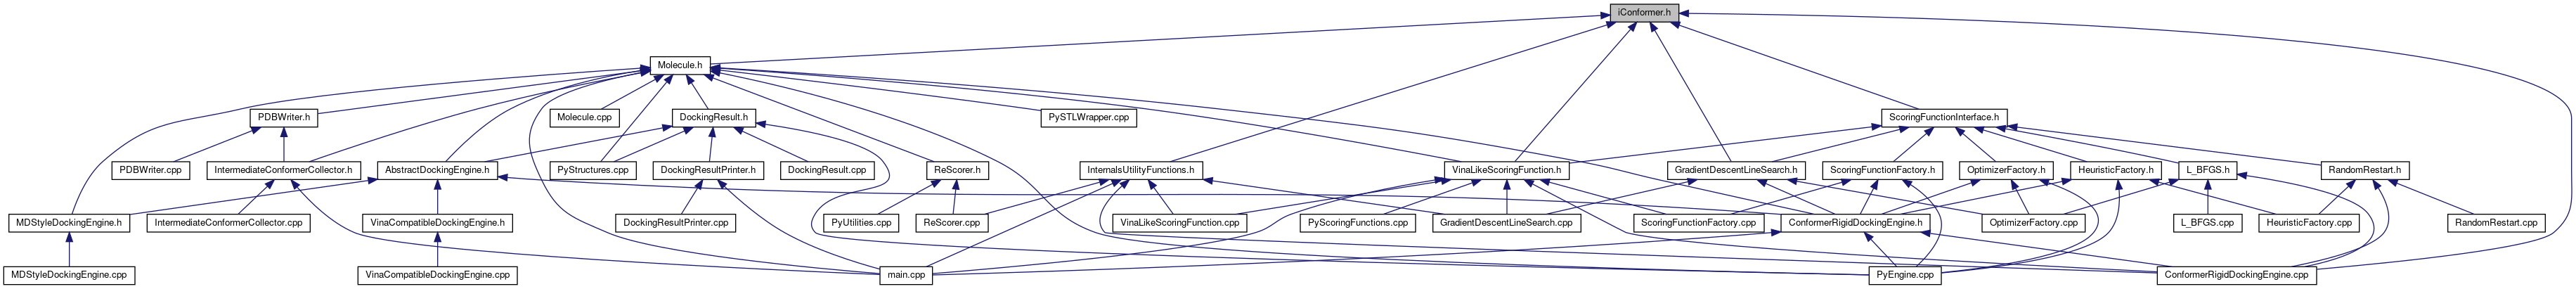 iConformer.h
Molecule.h
PDBWriter.h
Molecule.cpp
DockingResult.h
PySTLWrapper.cpp
ScoringFunctionInterface.h
PDBWriter.cpp
IntermediateConformerCollector.h
AbstractDockingEngine.h
PyStructures.cpp
DockingResultPrinter.h
DockingResult.cpp
ReScorer.h
InternalsUtilityFunctions.h
VinaLikeScoringFunction.h
GradientDescentLineSearch.h
ScoringFunctionFactory.h
OptimizerFactory.h
HeuristicFactory.h
L_BFGS.h
RandomRestart.h
MDStyleDockingEngine.h
IntermediateConformerCollector.cpp
VinaCompatibleDockingEngine.h
DockingResultPrinter.cpp
PyUtilities.cpp
ReScorer.cpp
VinaLikeScoringFunction.cpp
PyScoringFunctions.cpp
GradientDescentLineSearch.cpp
ScoringFunctionFactory.cpp
ConformerRigidDockingEngine.h
OptimizerFactory.cpp
L_BFGS.cpp
HeuristicFactory.cpp
RandomRestart.cpp
MDStyleDockingEngine.cpp
VinaCompatibleDockingEngine.cpp
main.cpp
PyEngine.cpp
ConformerRigidDockingEngine.cpp